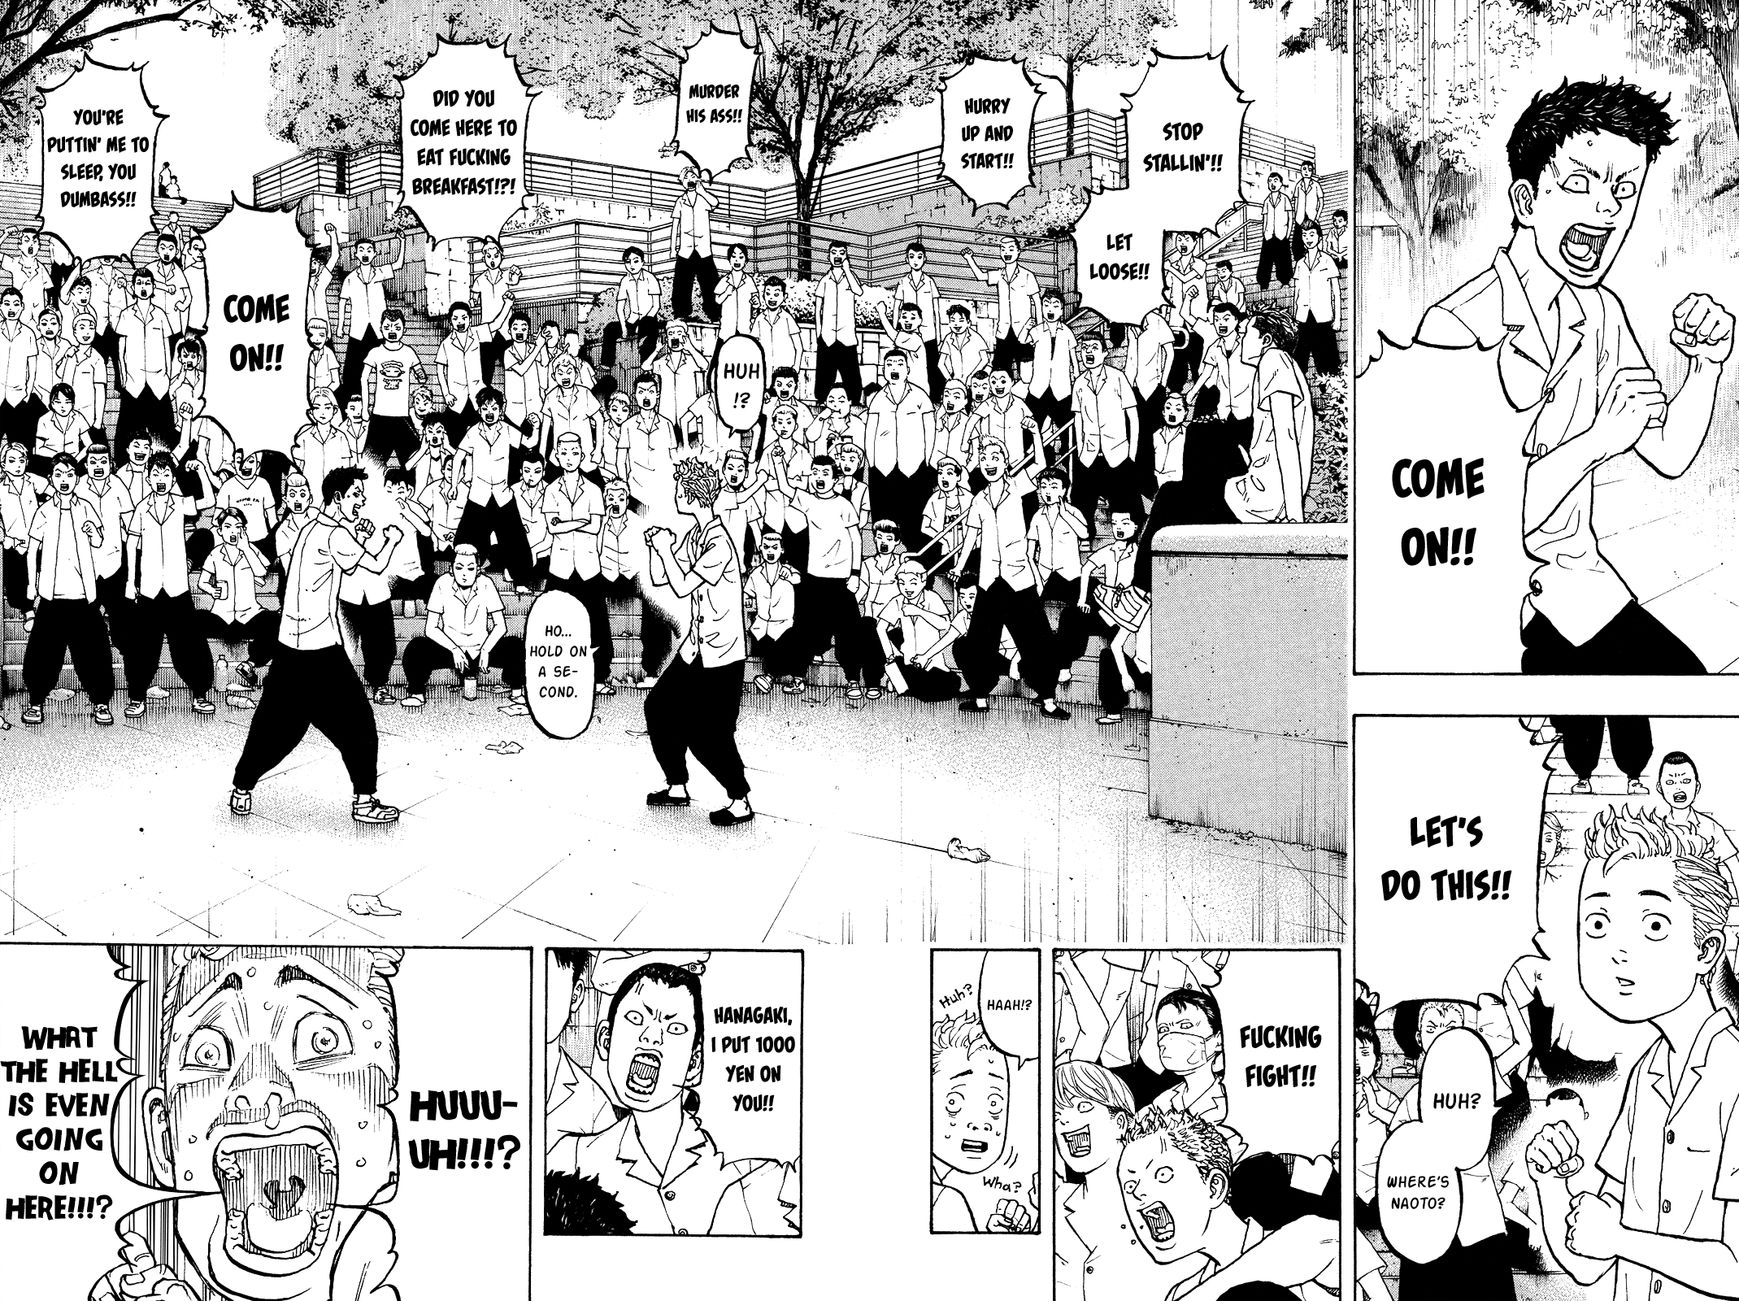 COME
ON!!
LET'S
DO THIS!!
HUH?
WHERE'S
NAOTO?
STOP
STALLIN'!!
LET
LOOSE!!
HURRY
UP AND
START!!
MURDER
HIS ASS!!
HUH
!?
DID YOU
COME HERE TO
EAT FUCKING
BREAKFAST!?!
HO...
HOLD ON
A SE-
COND.
YOU'RE
PUTTIN' ME TO
SLEEP, YOU
DUMBASS!!
COME
ON!!
FUCKING
FIGHT!!
HAAH!?
Huh?
Wha?
HANAGAKI,
I PUT 1000
YEN ON
YOU!!
HUUU-
UH!!!?
WHAT
THE HELL
IS EVEN
GOING
ON
HERE!!!?